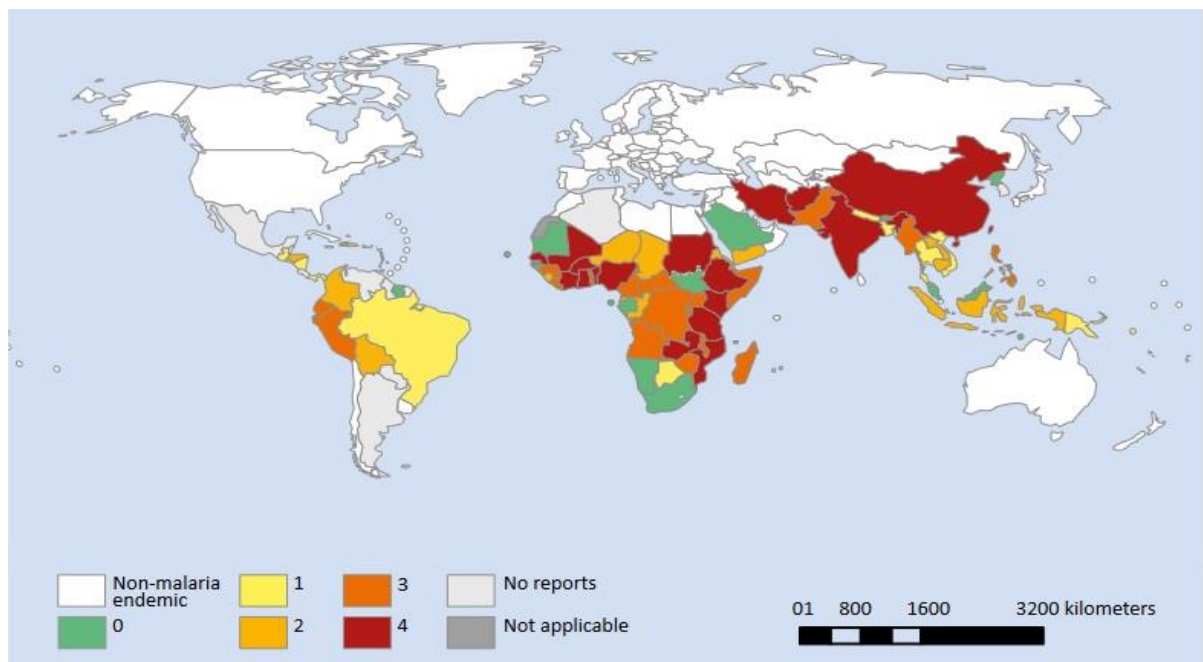 Non-malaria
endemic
0
1
2
3
4
No reports
Not applicable
01 800 1600 3200 kilometers